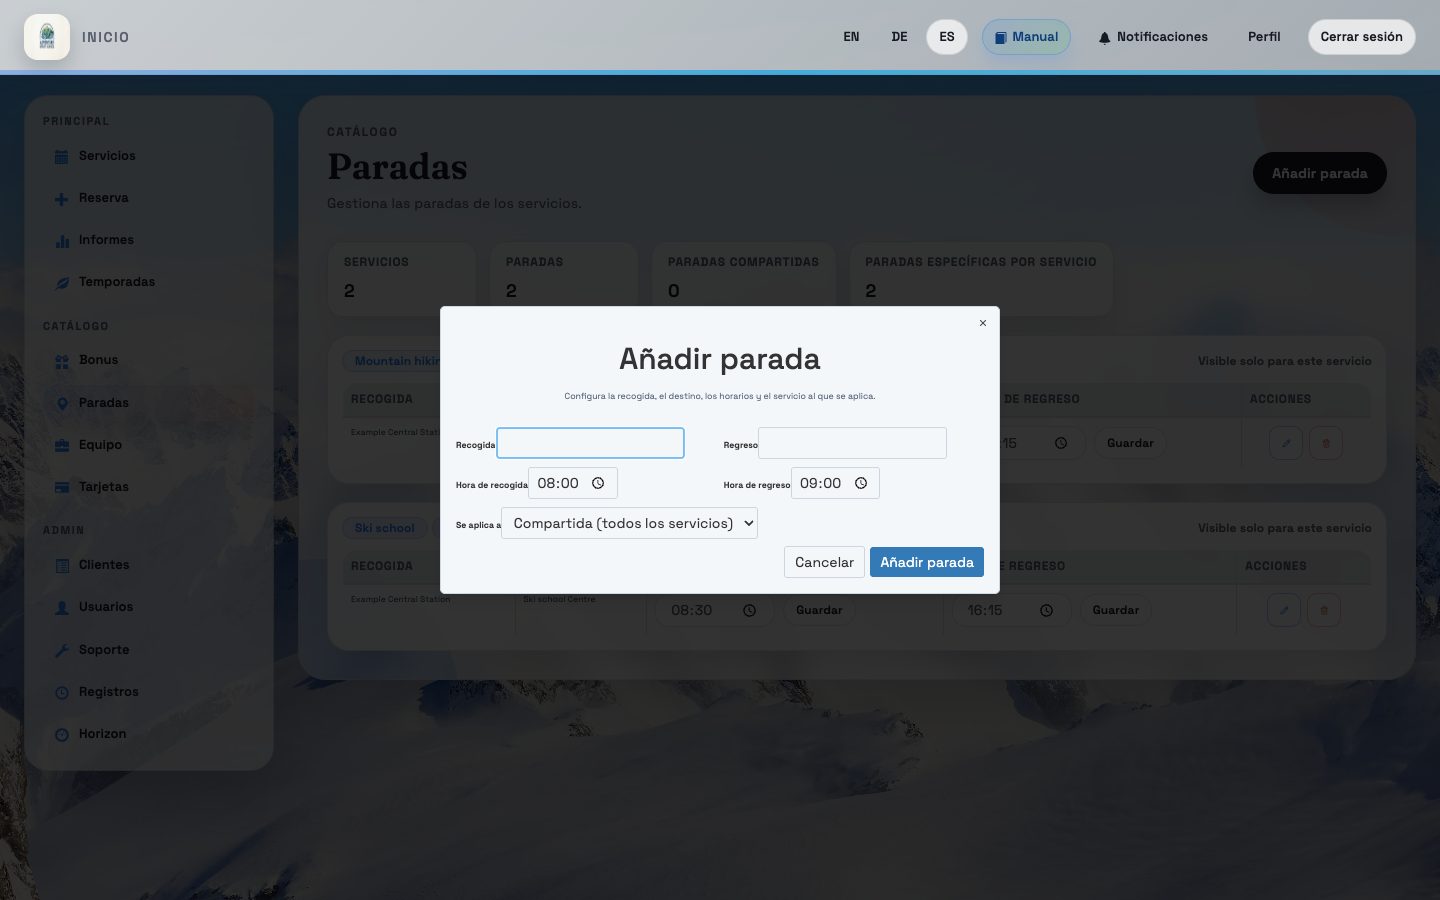 INICIO
EN DE ES Manual Notificaciones Perfil Cerrar sesión
PRINCIPAL
Servicios
Reserva
Informes
Temporadas
CATÁLOGO
Bonus
Paradas
Equipo
Tarjetas
ADMIN
Clientes
Usuarios
Soporte
Registros
Horizon
CATÁLOGO
Paradas
Gestiona las paradas de los servicios.
Añadir parada
SERVICIOS
2
PARADAS
2
PARADAS COMPARTIDAS
0
PARADAS ESPECÍFICAS POR SERVICIO
2
Mountain
Visible solo para este servicio
RECOGIDA DE REGRESO ACCIONES
Example Central :15 Guardar
Ski school
Visible solo para este servicio
RECOGIDA REGRESO ACCIONES
Example Central Station Ski school Centre 08:30 Guardar 16:15 Guardar
×
Añadir parada
Configura la recogida, el destino, los horarios y el servicio al que se aplica.
Recogida Regreso
Hora de recogida 08:00 Hora de regreso 09:00
Se aplica a Compartida (todos los servicios)
Cancelar Añadir parada